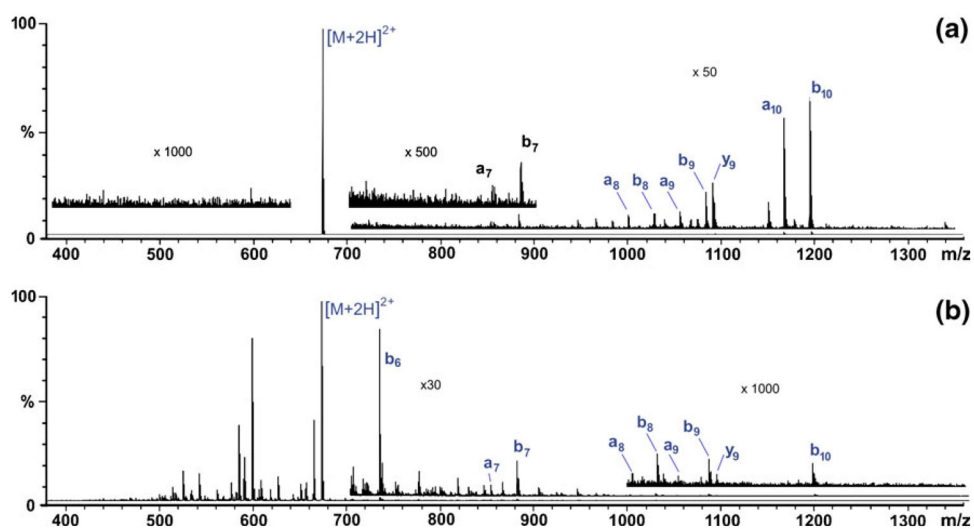 100
(a)
[M+2H]²⁺
x 50
b₁₀
a₁₀
%
x 1000
x 500
b₇
a₇
b₉
y₉
a₈
b₈
a₉
0
400 500 600 700 800 900 1000 1100 1200 1300 m/z
100
(b)
[M+2H]²⁺
b₆
x30
x 1000
%
b₈
b₉
a₈
a₉
y₉
b₇
a₇
b₁₀
0
400 500 600 700 800 900 1000 1100 1200 1300 m/z